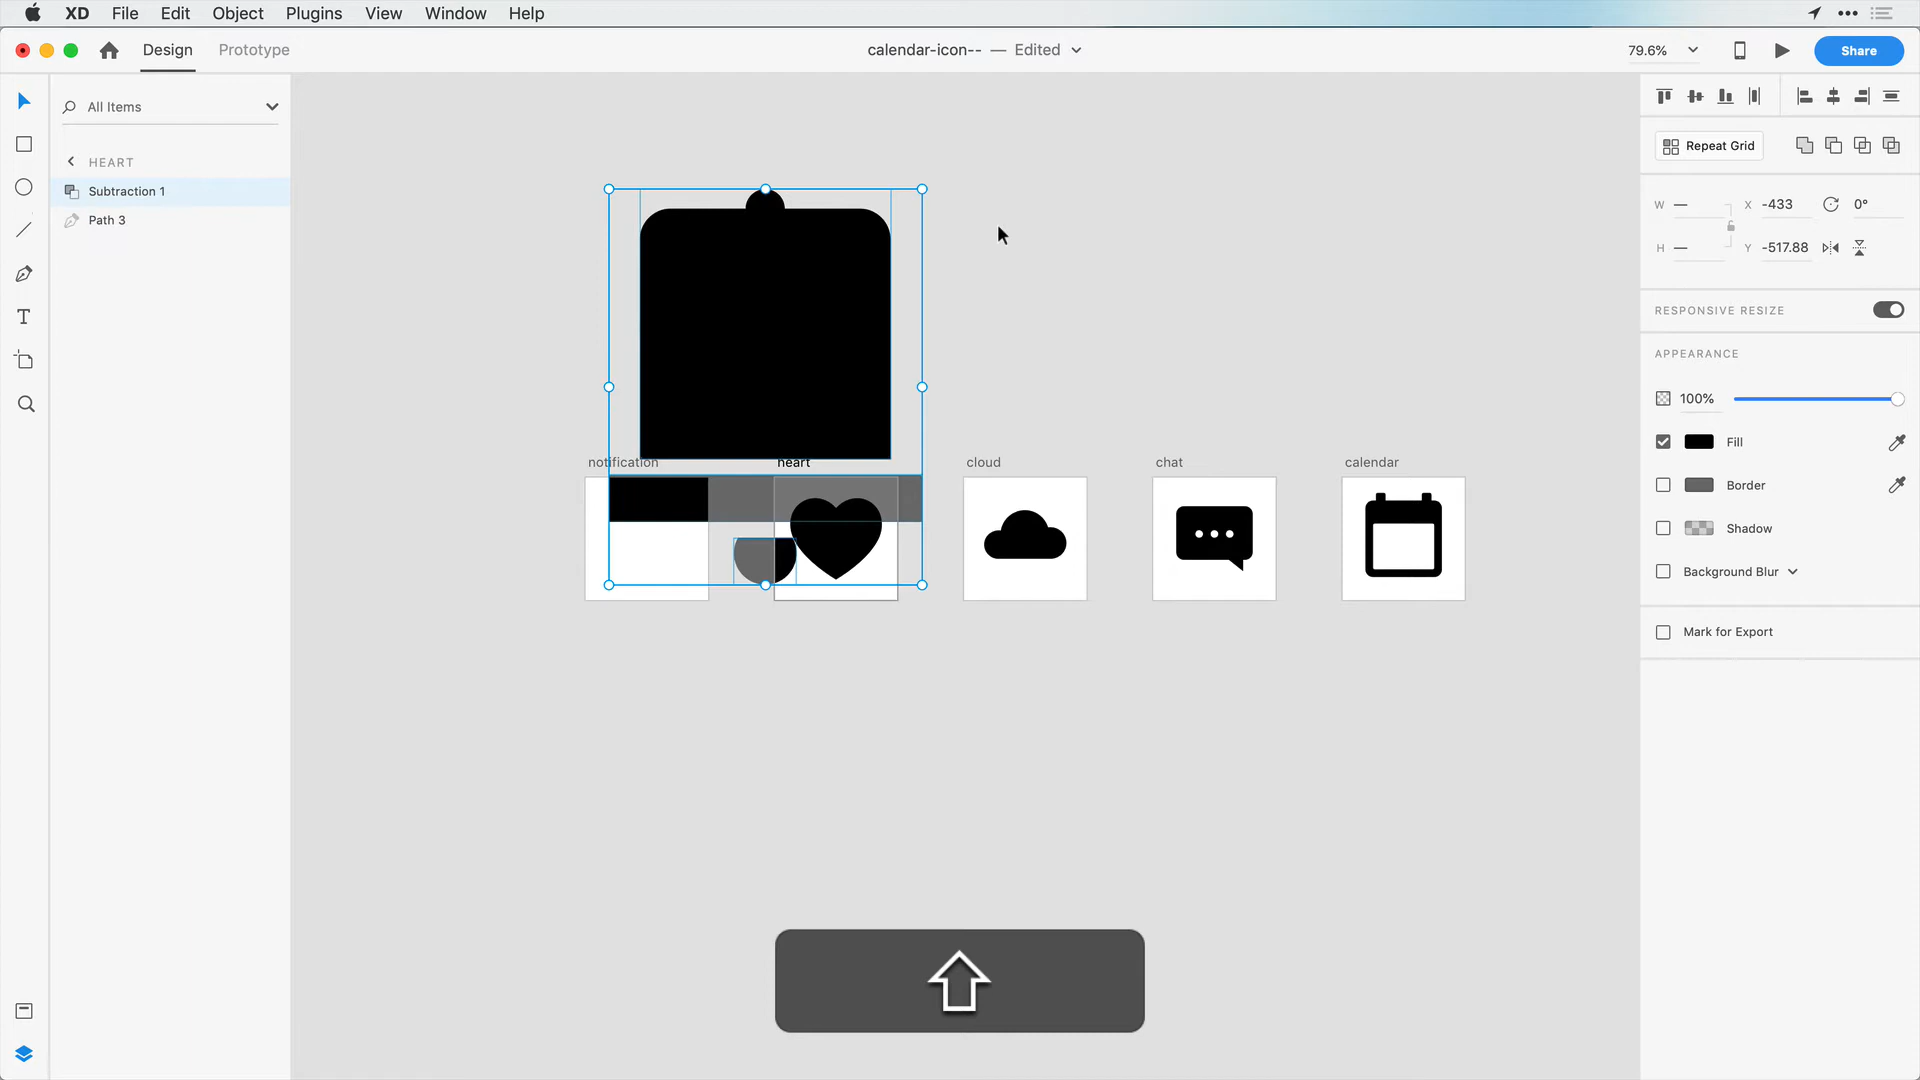 XD File Edit Object Plugins View Window Help
Design Prototype calendar-icon-- — Edited 79.6% Share
All Items
HEART
Subtraction 1
Path 3
notification heart cloud chat calendar
Repeat Grid
W — X -433 0°
H — Y -517.88
RESPONSIVE RESIZE
APPEARANCE
100%
Fill
Border
Shadow
Background Blur
Mark for Export